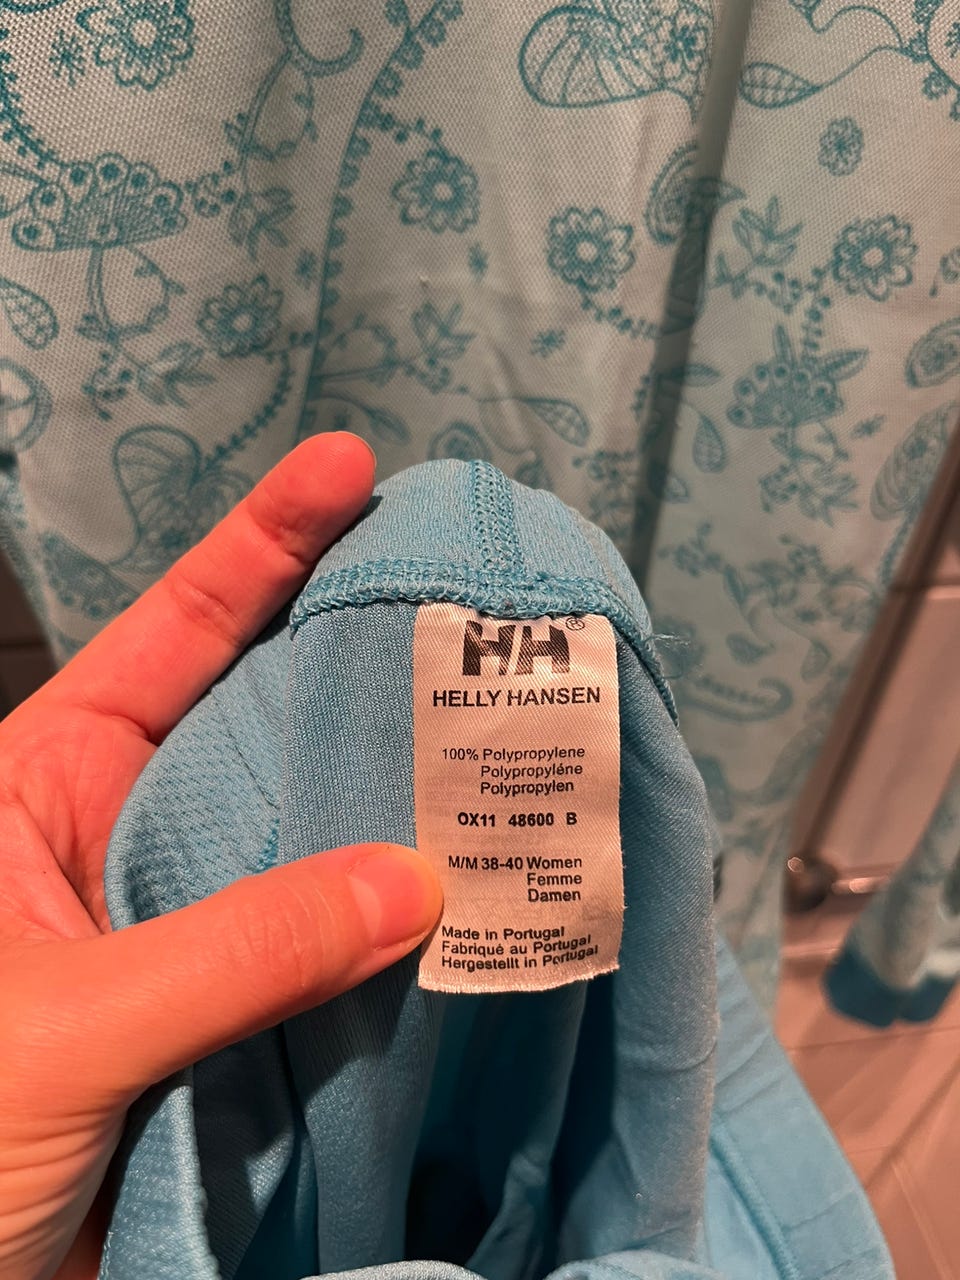 H/H®
HELLY HANSEN
100% Polypropylene
Polypropyléne
Polypropylen
OX11 48600 B
M/M 38-40 Women
Femme
Damen
Made in Portugal
Fabriqué au Portugal
Hergestellt in Portugal